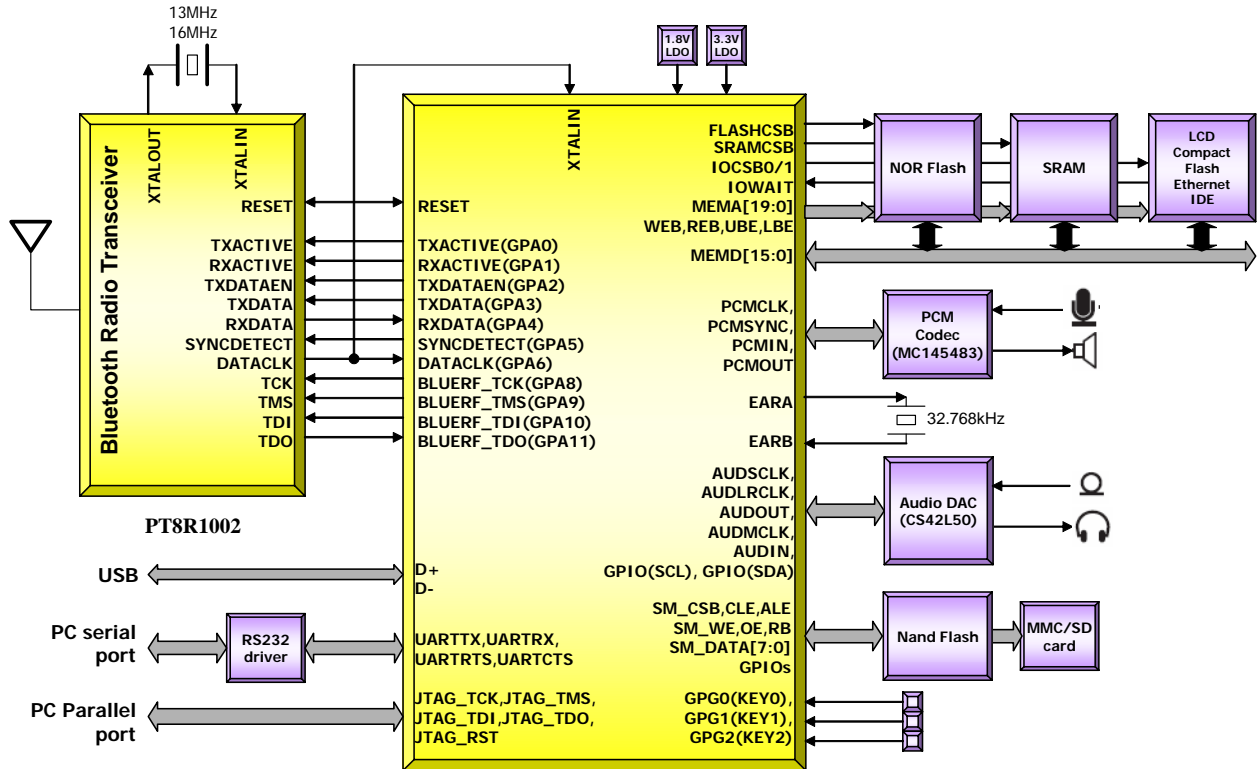 13MHz
16MHz
1.8V
LDO
3.3V
LDO
Bluetooth Radio Transceiver
XTALOUT
XTALIN
RESET
TXACTIVE
RXACTIVE
TXDATAEN
TXDATA
RXDATA
SYNCDETECT
DATACLK
TCK
TMS
TDI
TDO
PT8R1002
XTALIN
RESET
TXACTIVE(GPA0)
RXACTIVE(GPA1)
TXDATAEN(GPA2)
TXDATA(GPA3)
RXDATA(GPA4)
SYNCDETECT(GPA5)
DATACLK(GPA6)
BLUERF_TCK(GPA8)
BLUERF_TMS(GPA9)
BLUERF_TDI(GPA10)
BLUERF_TDO(GPA11)
D+
D-
UARTTX,UARTRX,
UARTRTS,UARTCTS
JTAG_TCK,JTAG_TMS,
JTAG_TDI,JTAG_TDO,
JTAG_RST
USB
PC serial
port
RS232
driver
PC Parallel
port
FLASHCSB
SRAMCSB
IOCSB0/1
IOWAIT
MEMA[19:0]
WEB,REB,UBE,LBE
MEMD[15:0]
PCMCLK,
PCMSYNC,
PCMIN,
PCMOUT
EARA
EARB
AUDSCLK,
AUDLRCLK,
AUDOUT,
AUDMCLK,
AUDIN,
GPIO(SCL), GPIO(SDA)
SM_CSB,CLE,ALE
SM_WE,OE,RB
SM_DATA[7:0]
GPIOs
GPG0(KEY0),
GPG1(KEY1),
GPG2(KEY2)
NOR Flash
SRAM
LCD
Compact
Flash
Ethernet
IDE
PCM
Codec
(MC145483)
32.768kHz
Audio DAC
(CS42L50)
Nand Flash
MMC/SD
card